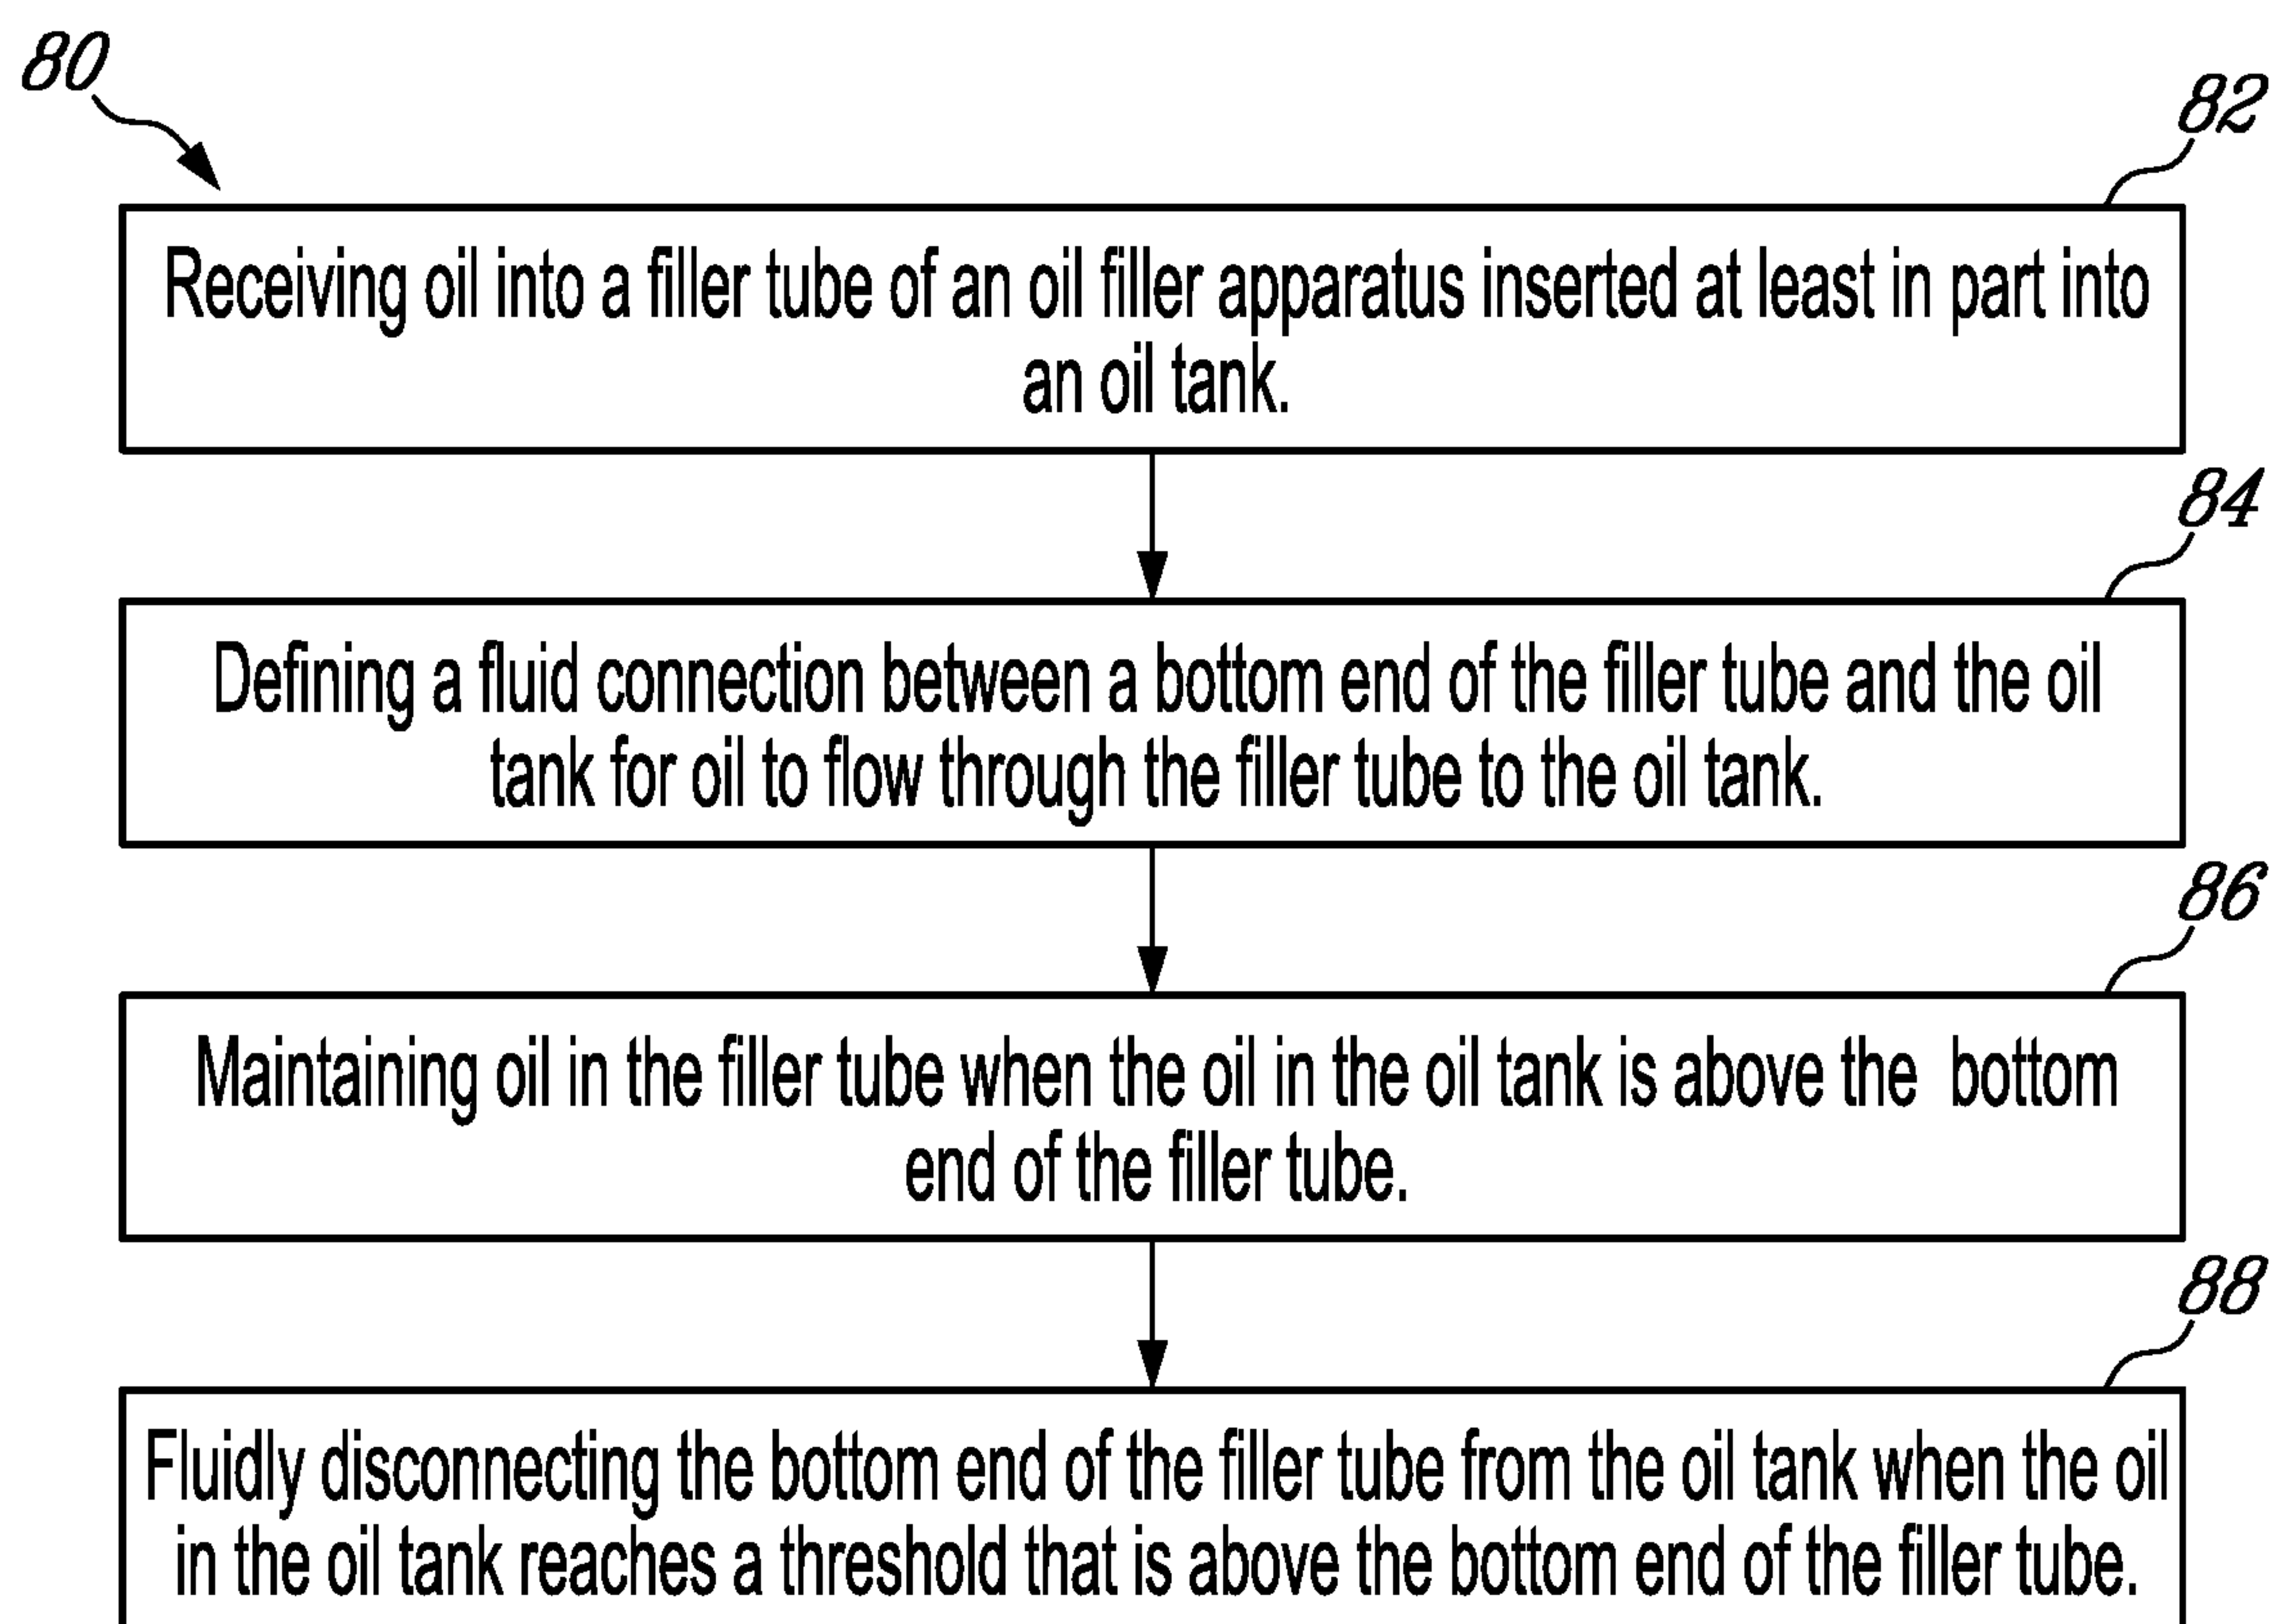 80
82
Receiving oil into a filler tube of an oil filler apparatus inserted at least in part into
an oil tank.
84
Defining a fluid connection between a bottom end of the filler tube and the oil
tank for oil to flow through the filler tube to the oil tank.
86
Maintaining oil in the filler tube when the oil in the oil tank is above the bottom
end of the filler tube.
88
Fluidly disconnecting the bottom end of the filler tube from the oil tank when the oil
in the oil tank reaches a threshold that is above the bottom end of the filler tube.